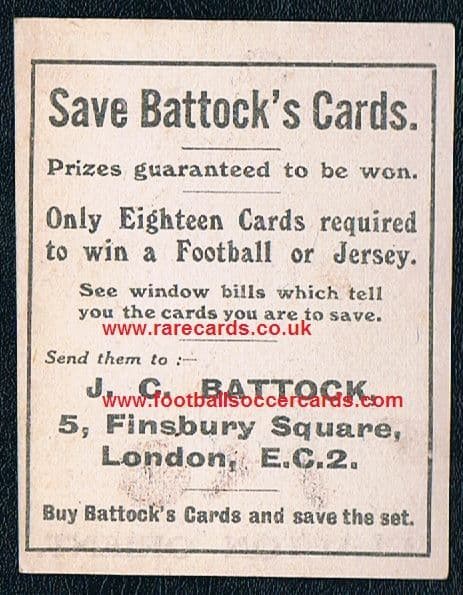 Save Battock's Cards.
Prizes guaranteed to be won.
Only Eighteen Cards required
to win a Football or Jersey.
See window bills which tell
you the cards you are to save.
www.rarecards.co.uk
Send them to :—
J. C. BATTOCK,
www.footballsoccercards.com
5, Finsbury Square,
London, E.C.2.
Buy Battock's Cards and save the set.